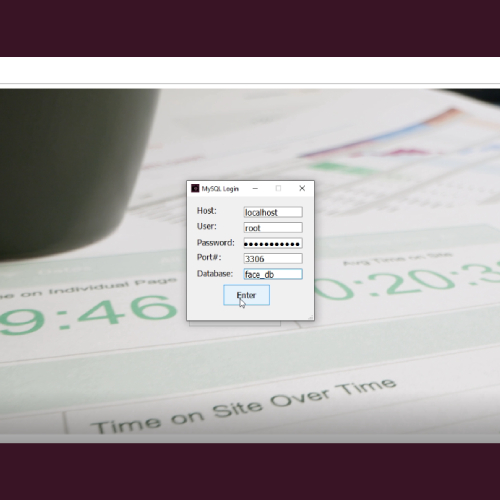 MySQL Login
Host: localhost
User: root
Password: ●●●●●●●●●●●
Port#: 3306
Database: face_db
Enter
Avg Time on Site
e on Individual Page
9:46
0:20:3
Time on Site Over Time